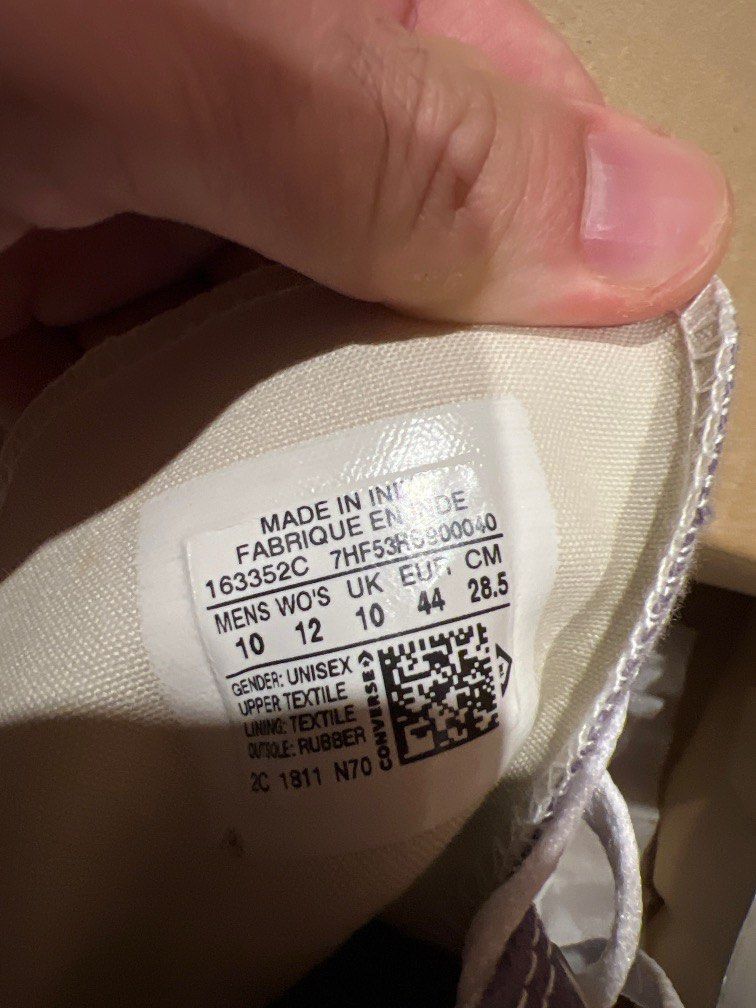 MADE IN
FABRIQUE EN
163352C
MENS WO'S UK EUR CM
10 12 10 44 28.5
GENDER: UNISEX
UPPER TEXTILE
LINING: TEXTILE
OUTSOLE: RUBBER
2C 1811 N70
CONVERSE